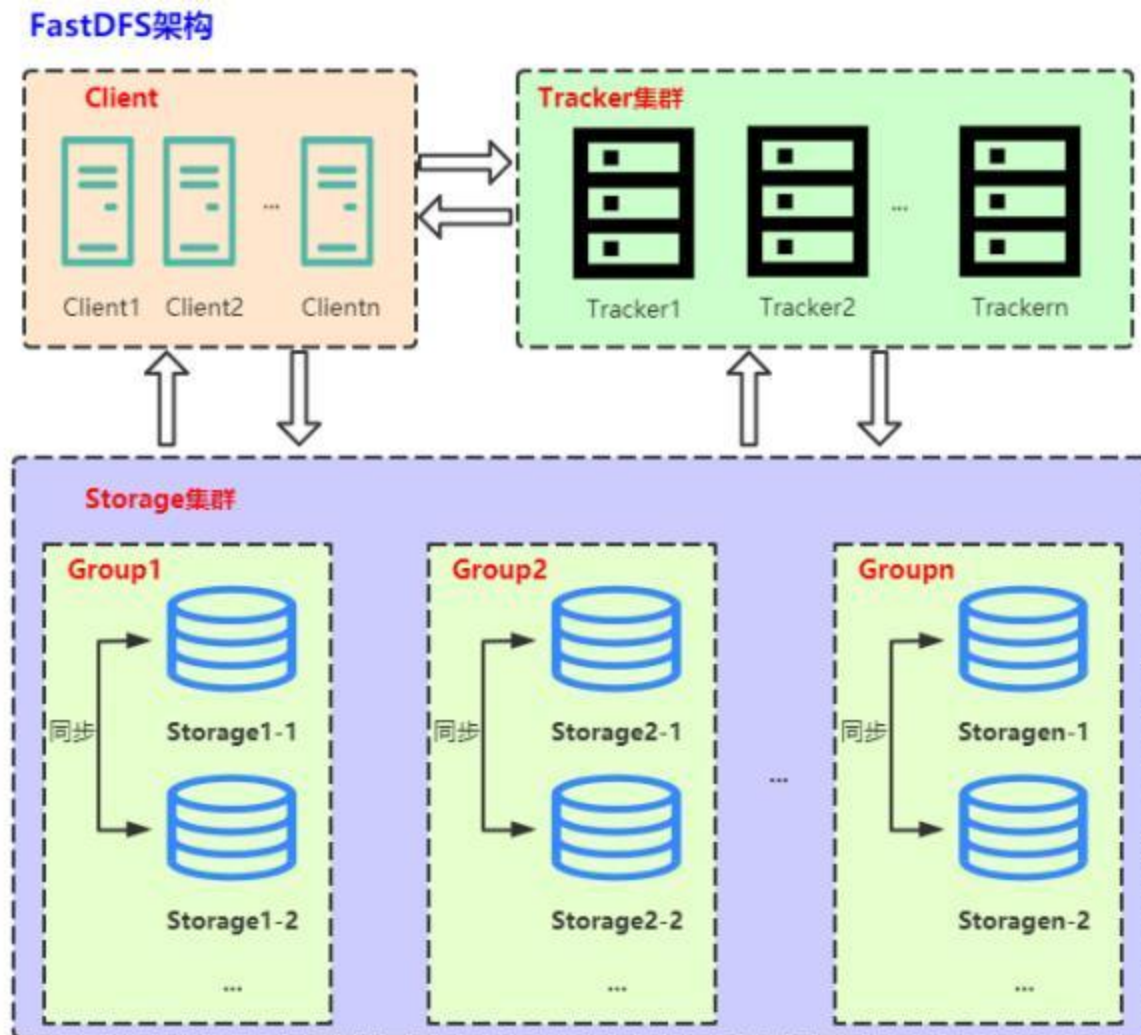 FastDFS架构
Client
Tracker集群
...
...
Client1 Client2 Clientn
Tracker1 Tracker2 Trackern
Storage集群
Group1 Group2 Groupn
同步 Storage1-1 同步 Storage2-1 同步 Storagen-1
...
Storage1-2 Storage2-2 Storagen-2
... ... ...